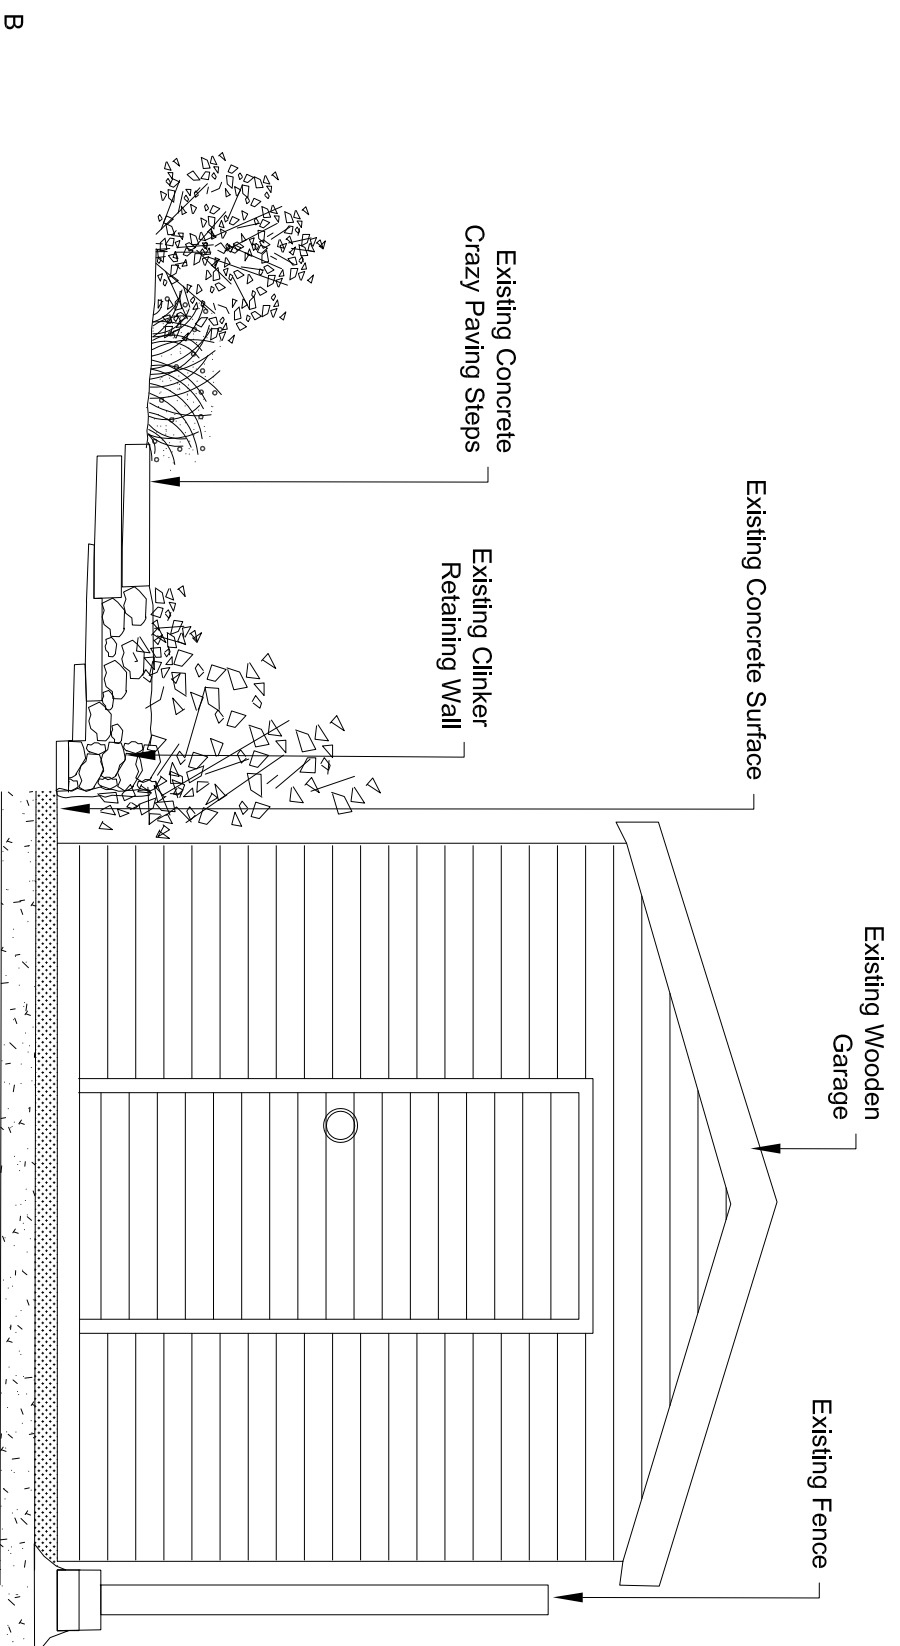 Existing Concrete
Crazy Paving Steps
Existing Concrete Surface
Existing Clinker
Retaining Wall
Existing Wooden
Garage
Existing Fence
B